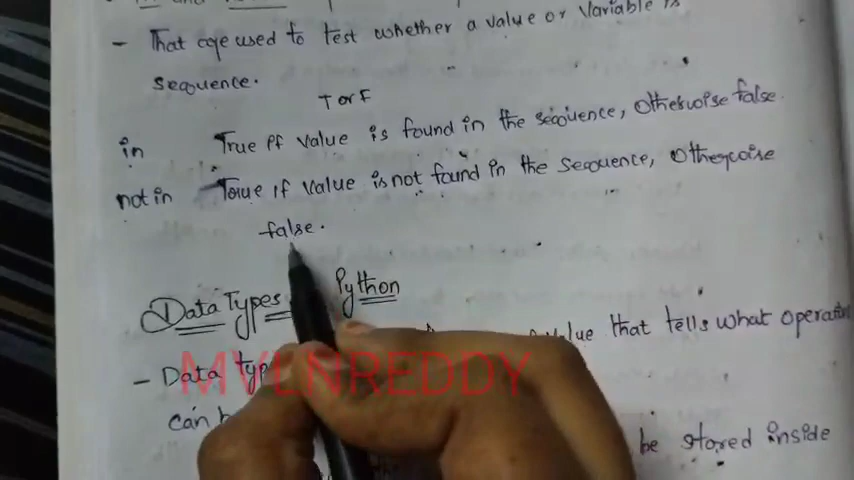 - That are used to test whether a value or variable is
sequence.
T or F
in True if value is found in the sequence, otherwise false.
not in True if value is not found in the sequence, otherwise
false.
Data Types Python
- Data typ value that tells what operation
can b be stored inside
MVLNREDDY